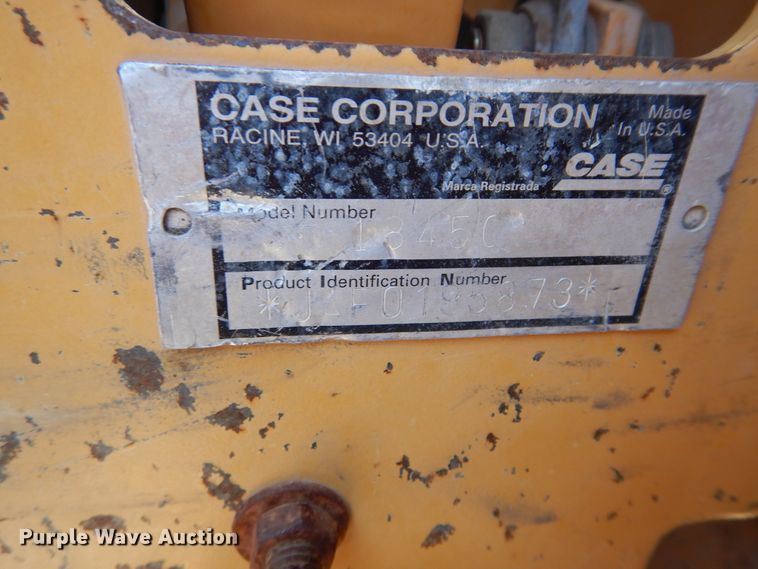 CASE CORPORATION
RACINE, WI 53404 U.S.A.
Made
In U.S.A.
CASE
®
Marca Registrada
Model Number
1845C
Product Identification Number
Purple Wave Auction